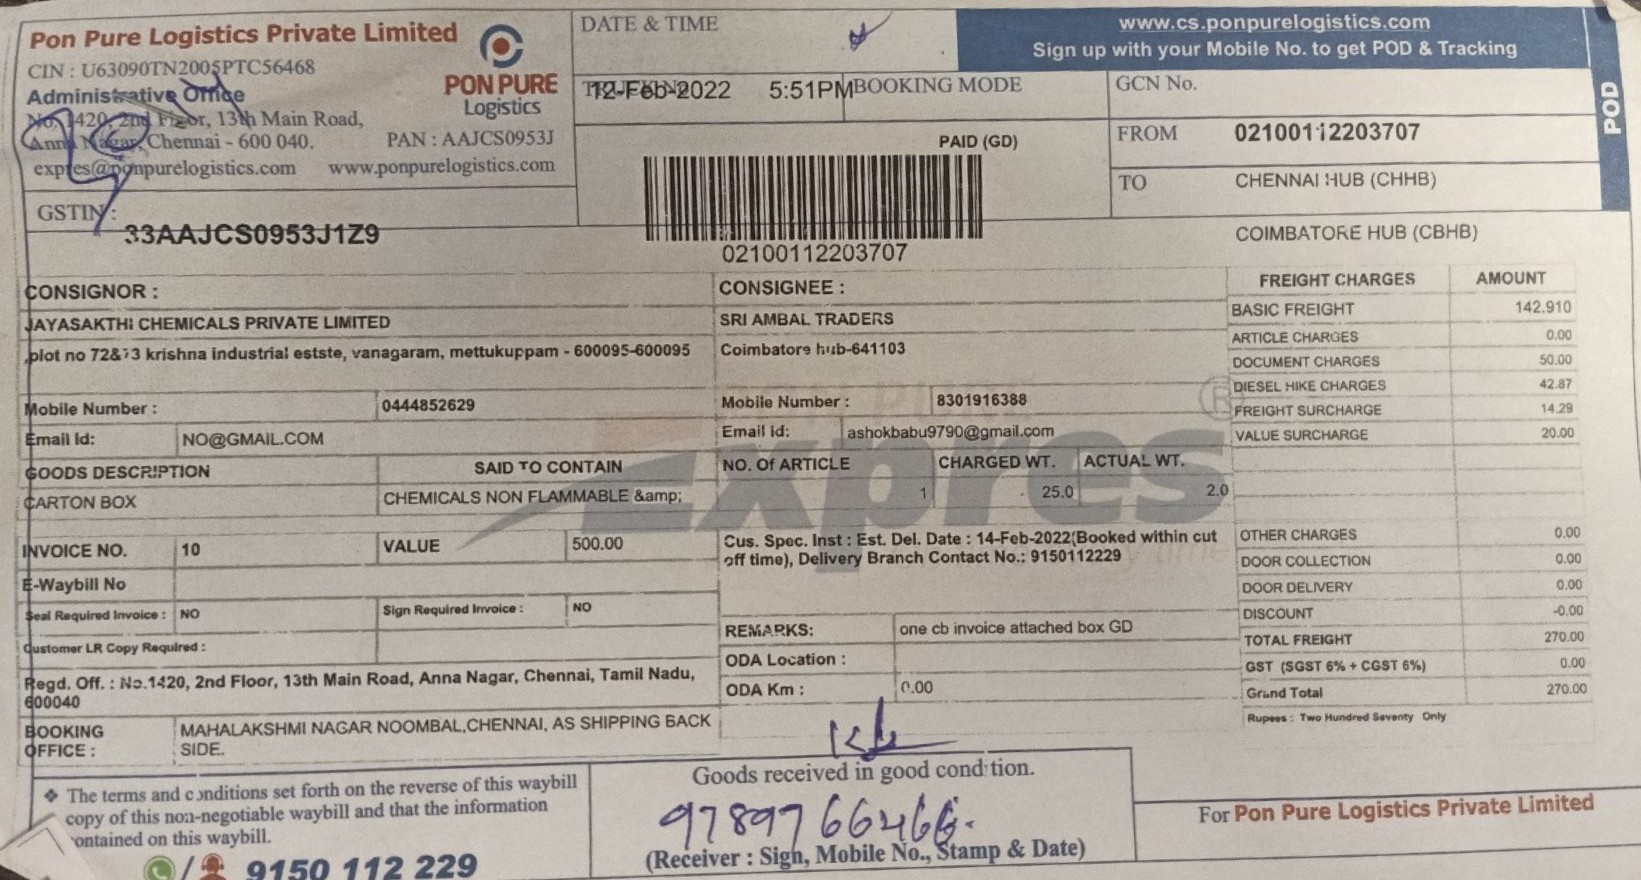 Pon Pure Logistics Private Limited
CIN : U63090TN2005PTC56468
Administrative Office
No.1420, 2nd Floor, 13th Main Road,
Anna Nagar, Chennai - 600 040. PAN : AAJCS0953J
expres@ponpurelogistics.com www.ponpurelogistics.com
PON PURE
Logistics
GSTIN :
33AAJCS0953J1Z9
DATE & TIME
12-Feb-2022 5:51PM BOOKING MODE
PAID (GD)
02100112203707
www.cs.ponpurelogistics.com
Sign up with your Mobile No. to get POD & Tracking
POD
GCN No.
FROM 02100112203707
TO CHENNAI HUB (CHHB)
COIMBATORE HUB (CBHB)
CONSIGNOR :
JAYASAKTHI CHEMICALS PRIVATE LIMITED
,plot no 72&73 krishna industrial estste, vanagaram, mettukuppam - 600095-600095
Mobile Number : 0444852629
Email Id: NO@GMAIL.COM
CONSIGNEE :
SRI AMBAL TRADERS
Coimbatore hub-641103
Mobile Number : 8301916388
Email Id: ashokbabu9790@gmail.com
Expres
GOODS DESCRIPTION SAID TO CONTAIN NO. Of ARTICLE CHARGED WT. ACTUAL WT.
CARTON BOX CHEMICALS NON FLAMMABLE &amp; 1 25.0 2.0
INVOICE NO. 10 VALUE 500.00
E-Waybill No
Seal Required Invoice : NO Sign Required Invoice : NO
Customer LR Copy Required :
Regd. Off. : No.1420, 2nd Floor, 13th Main Road, Anna Nagar, Chennai, Tamil Nadu,
600040
BOOKING OFFICE : MAHALAKSHMI NAGAR NOOMBAL,CHENNAI, AS SHIPPING BACK
SIDE.
Cus. Spec. Inst : Est. Del. Date : 14-Feb-2022(Booked within cut
off time), Delivery Branch Contact No.: 9150112229
REMARKS: one cb invoice attached box GD
ODA Location :
ODA Km : 0.00
FREIGHT CHARGES AMOUNT
BASIC FREIGHT 142.910
ARTICLE CHARGES 0.00
DOCUMENT CHARGES 50.00
DIESEL HIKE CHARGES 42.87
FREIGHT SURCHARGE 14.29
VALUE SURCHARGE 20.00
OTHER CHARGES 0.00
DOOR COLLECTION 0.00
DOOR DELIVERY 0.00
DISCOUNT -0.00
TOTAL FREIGHT 270.00
GST (SGST 6% + CGST 6%) 0.00
Grand Total 270.00
Rupees : Two Hundred Seventy Only
❖ The terms and conditions set forth on the reverse of this waybill
copy of this non-negotiable waybill and that the information
contained on this waybill.
9150 112 229
Goods received in good condition.
(Receiver : Sign, Mobile No., Stamp & Date)
For Pon Pure Logistics Private Limited